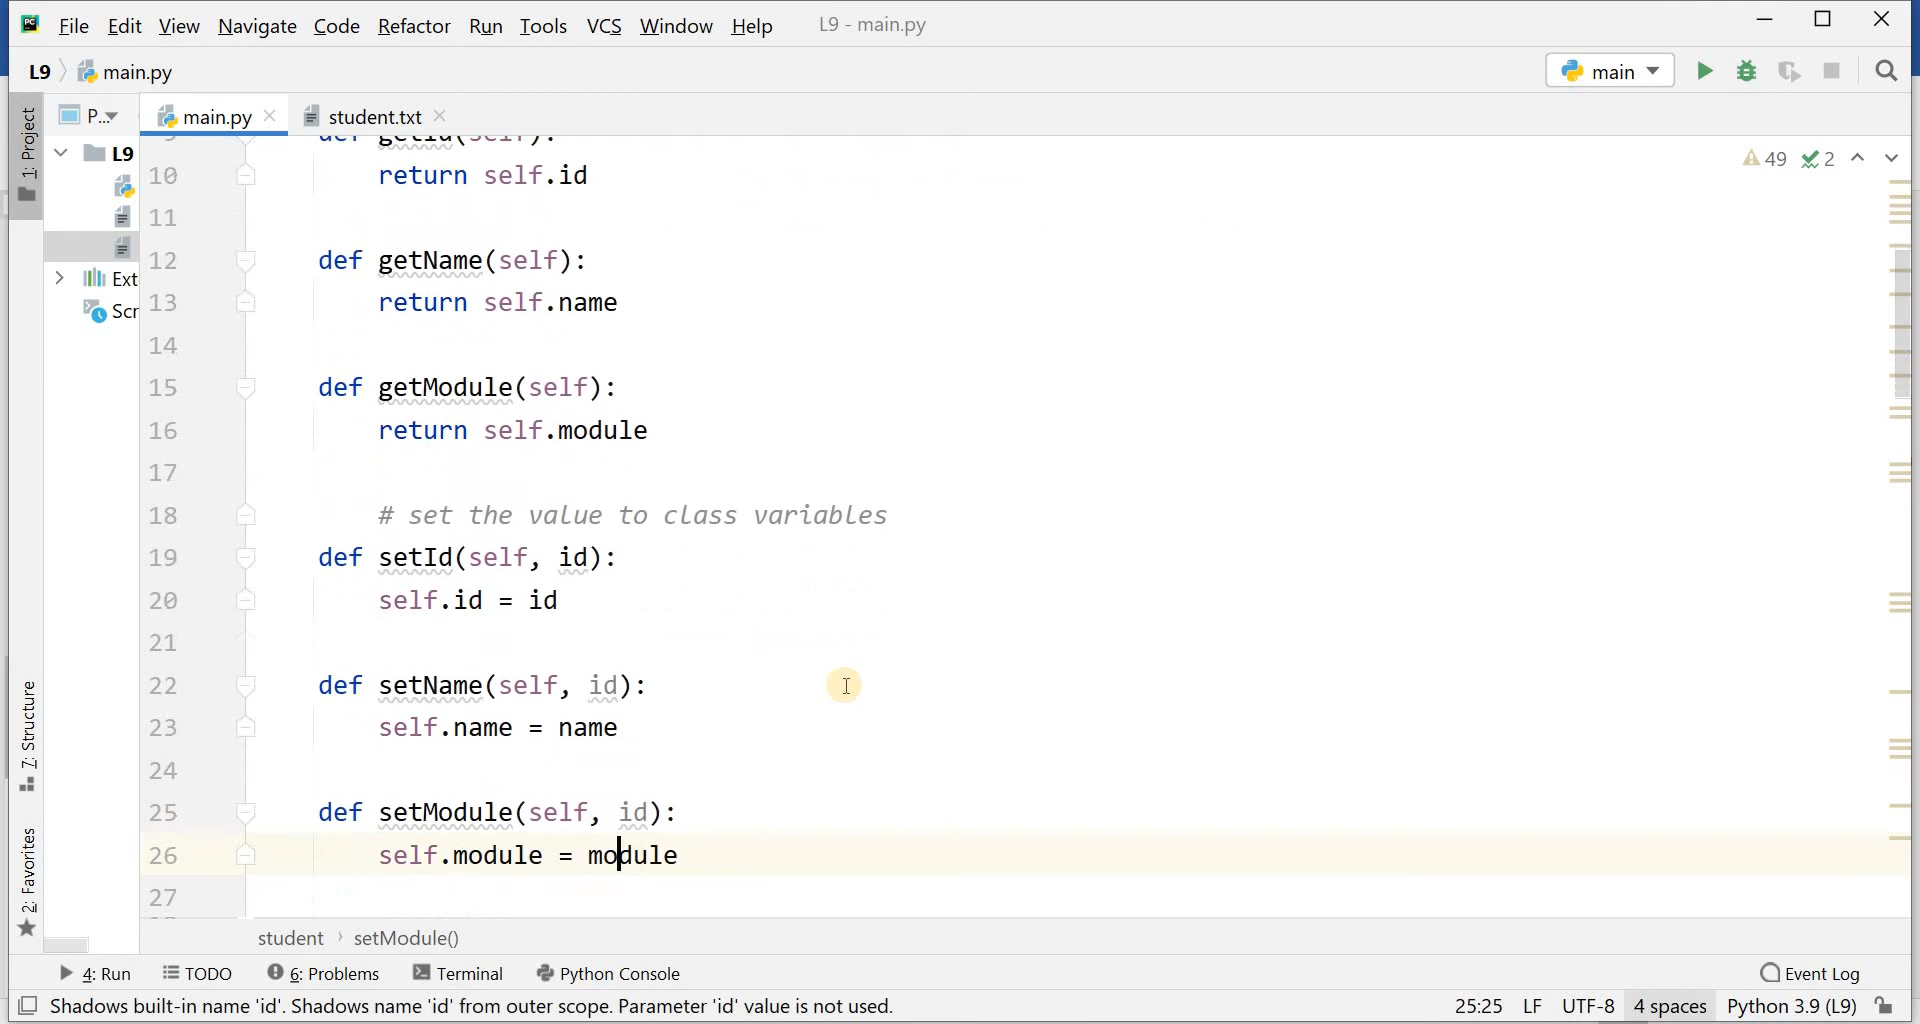 File Edit View Navigate Code Refactor Run Tools VCS Window Help L9 - main.py
L9 main.py main
1: Project P... main.py student.txt
def getId(self):
L9 49 2
10 return self.id
11
12 def getName(self):
Ext
13 return self.name
Scr
14
15 def getModule(self):
16 return self.module
17
18 # set the value to class variables
19 def setId(self, id):
20 self.id = id
21
22 def setName(self, id):
7: Structure
23 self.name = name
24
25 def setModule(self, id):
2: Favorites
26 self.module = module
27
student › setModule()
4: Run TODO 6: Problems Terminal Python Console Event Log
Shadows built-in name 'id'. Shadows name 'id' from outer scope. Parameter 'id' value is not used. 25:25 LF UTF-8 4 spaces Python 3.9 (L9)